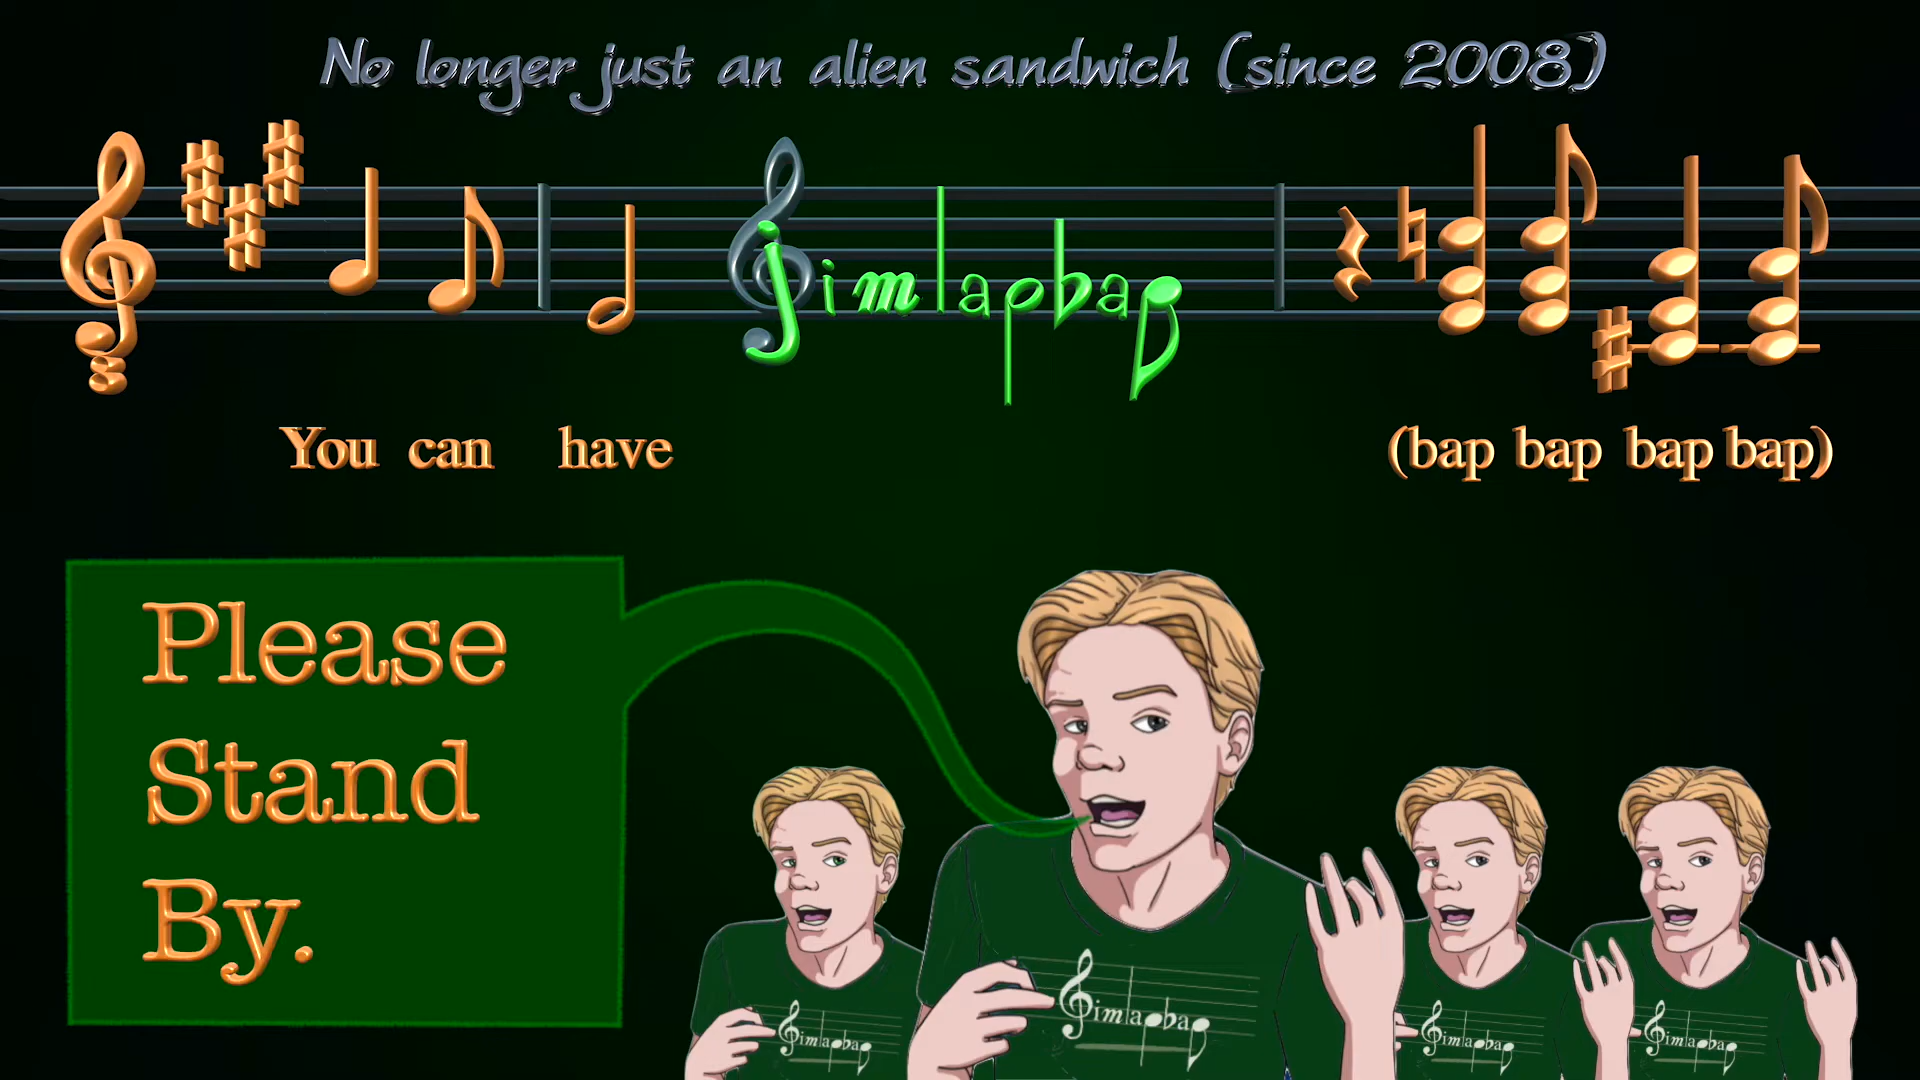 No longer just an alien sandwich (since 2008)
jimlapbap
You can have
(bap bap bap bap)
Please
Stand
By.
jimlapbap
jimlapbap
jimlapbap
jimlapbap